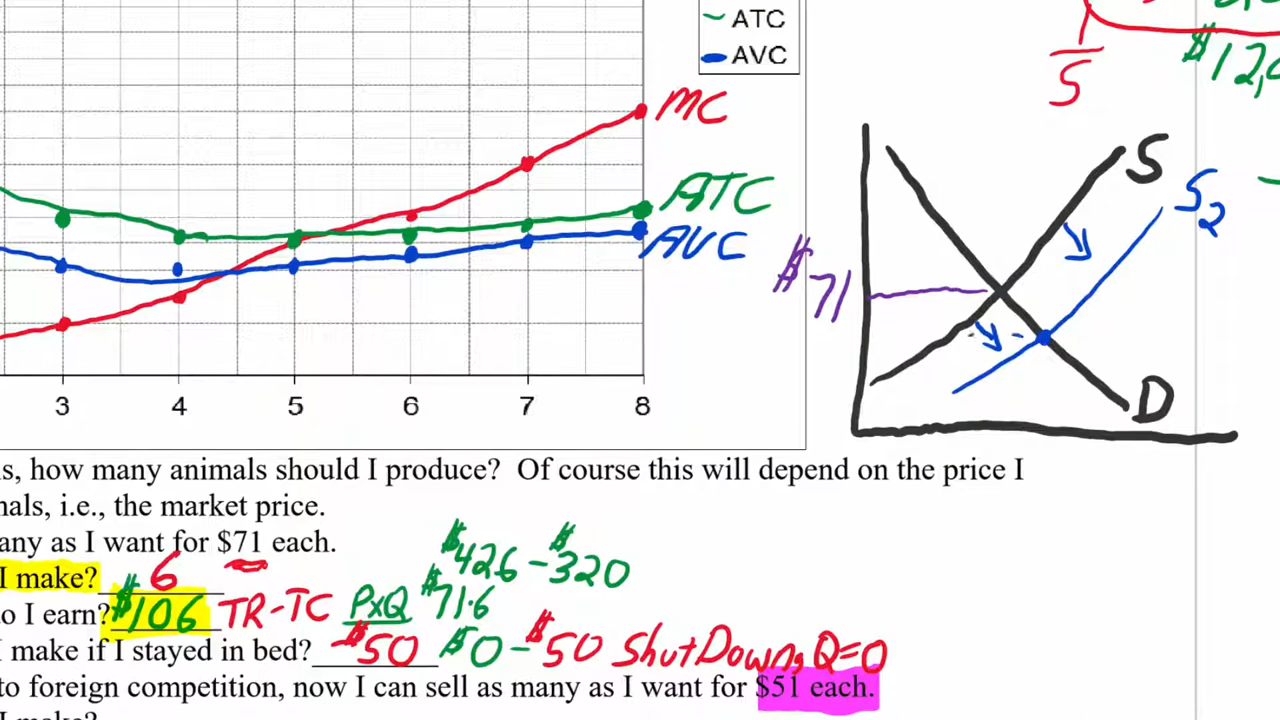 ATC
AVC
$12,
S
MC
ATC
AVC
S
S2
$71
D
3 4 5 6 7 8
s, how many animals should I produce? Of course this will depend on the price I
nals, i.e., the market price.
any as I want for $71 each.
$426 - $320
I make? 6
$71·6
o I earn? $106 TR-TC PxQ
I make if I stayed in bed? -$50 $0 - $50 ShutDown, Q=0
to foreign competition, now I can sell as many as I want for $51 each.
I make?